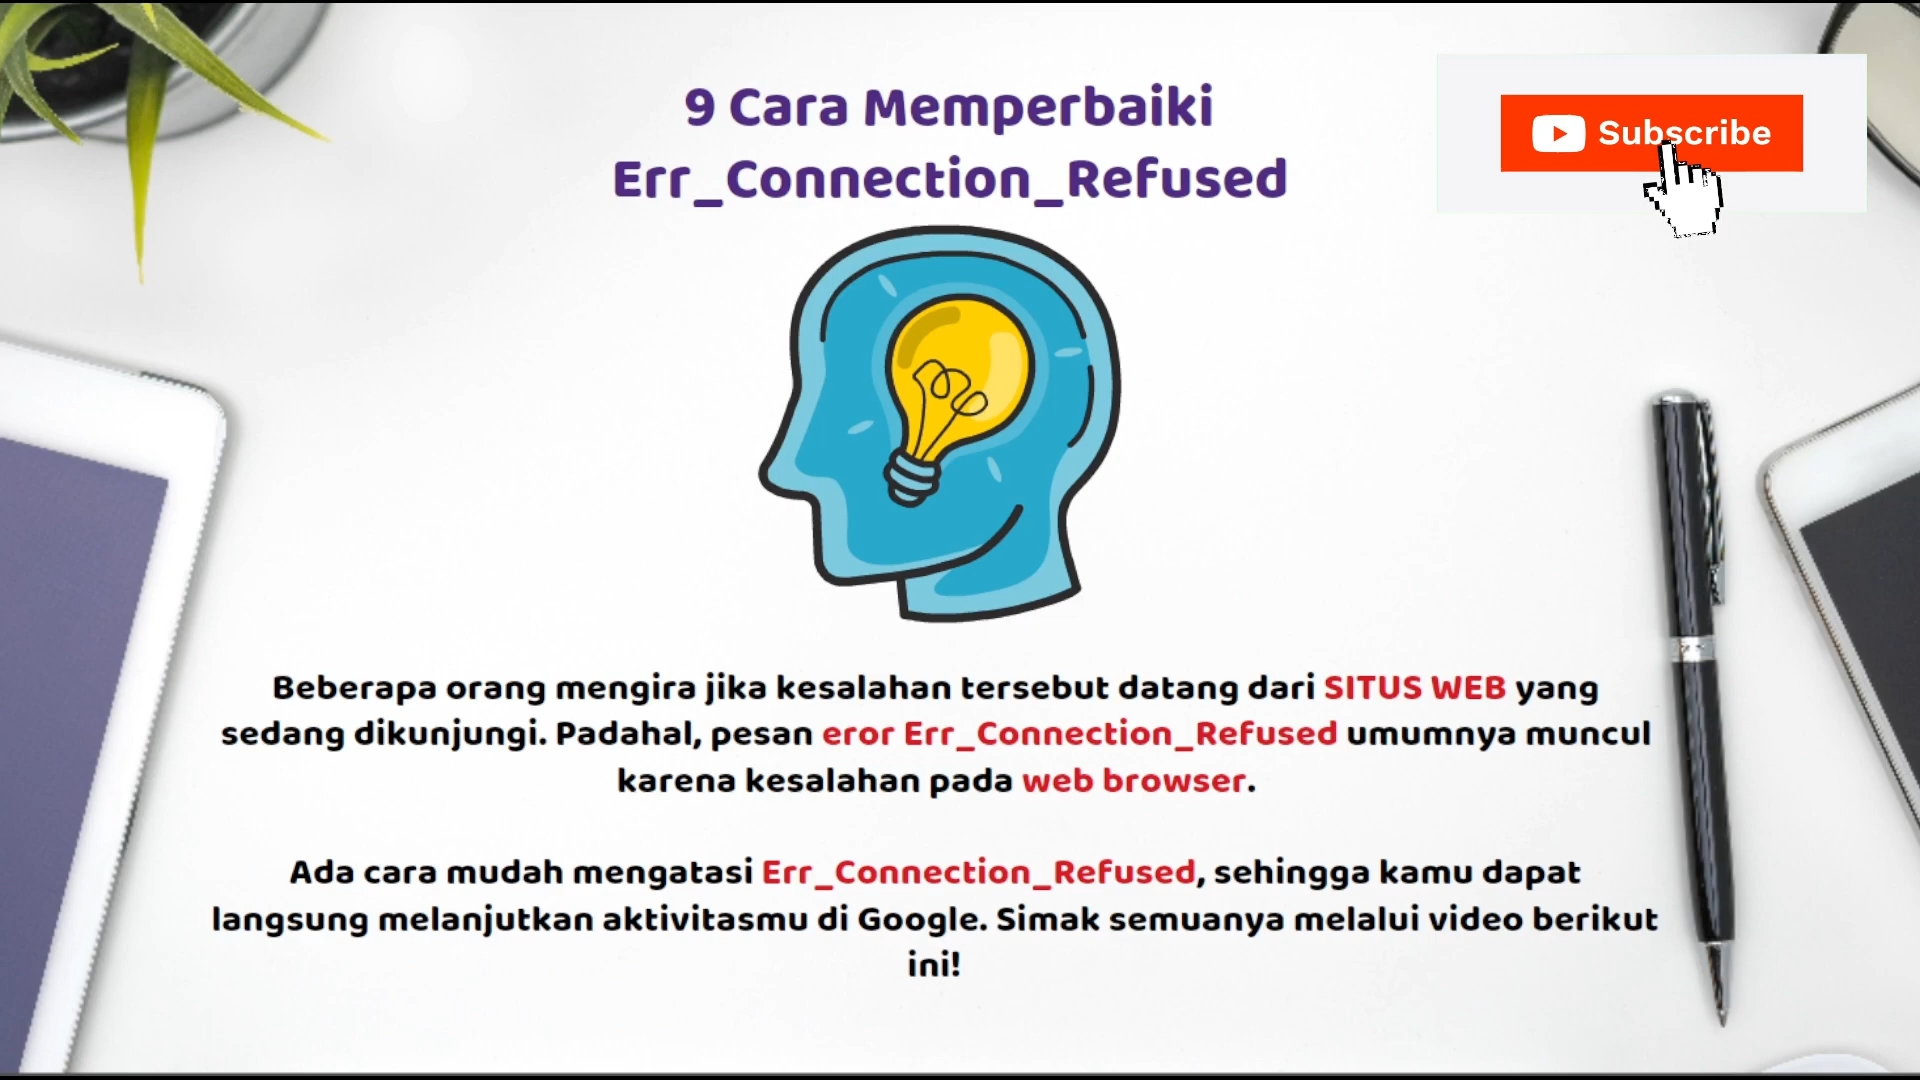 9 Cara Memperbaiki
Err_Connection_Refused
Subscribe
Beberapa orang mengira jika kesalahan tersebut datang dari SITUS WEB yang
sedang dikunjungi. Padahal, pesan eror Err_Connection_Refused umumnya muncul
karena kesalahan pada web browser.
Ada cara mudah mengatasi Err_Connection_Refused, sehingga kamu dapat
langsung melanjutkan aktivitasmu di Google. Simak semuanya melalui video berikut
ini!